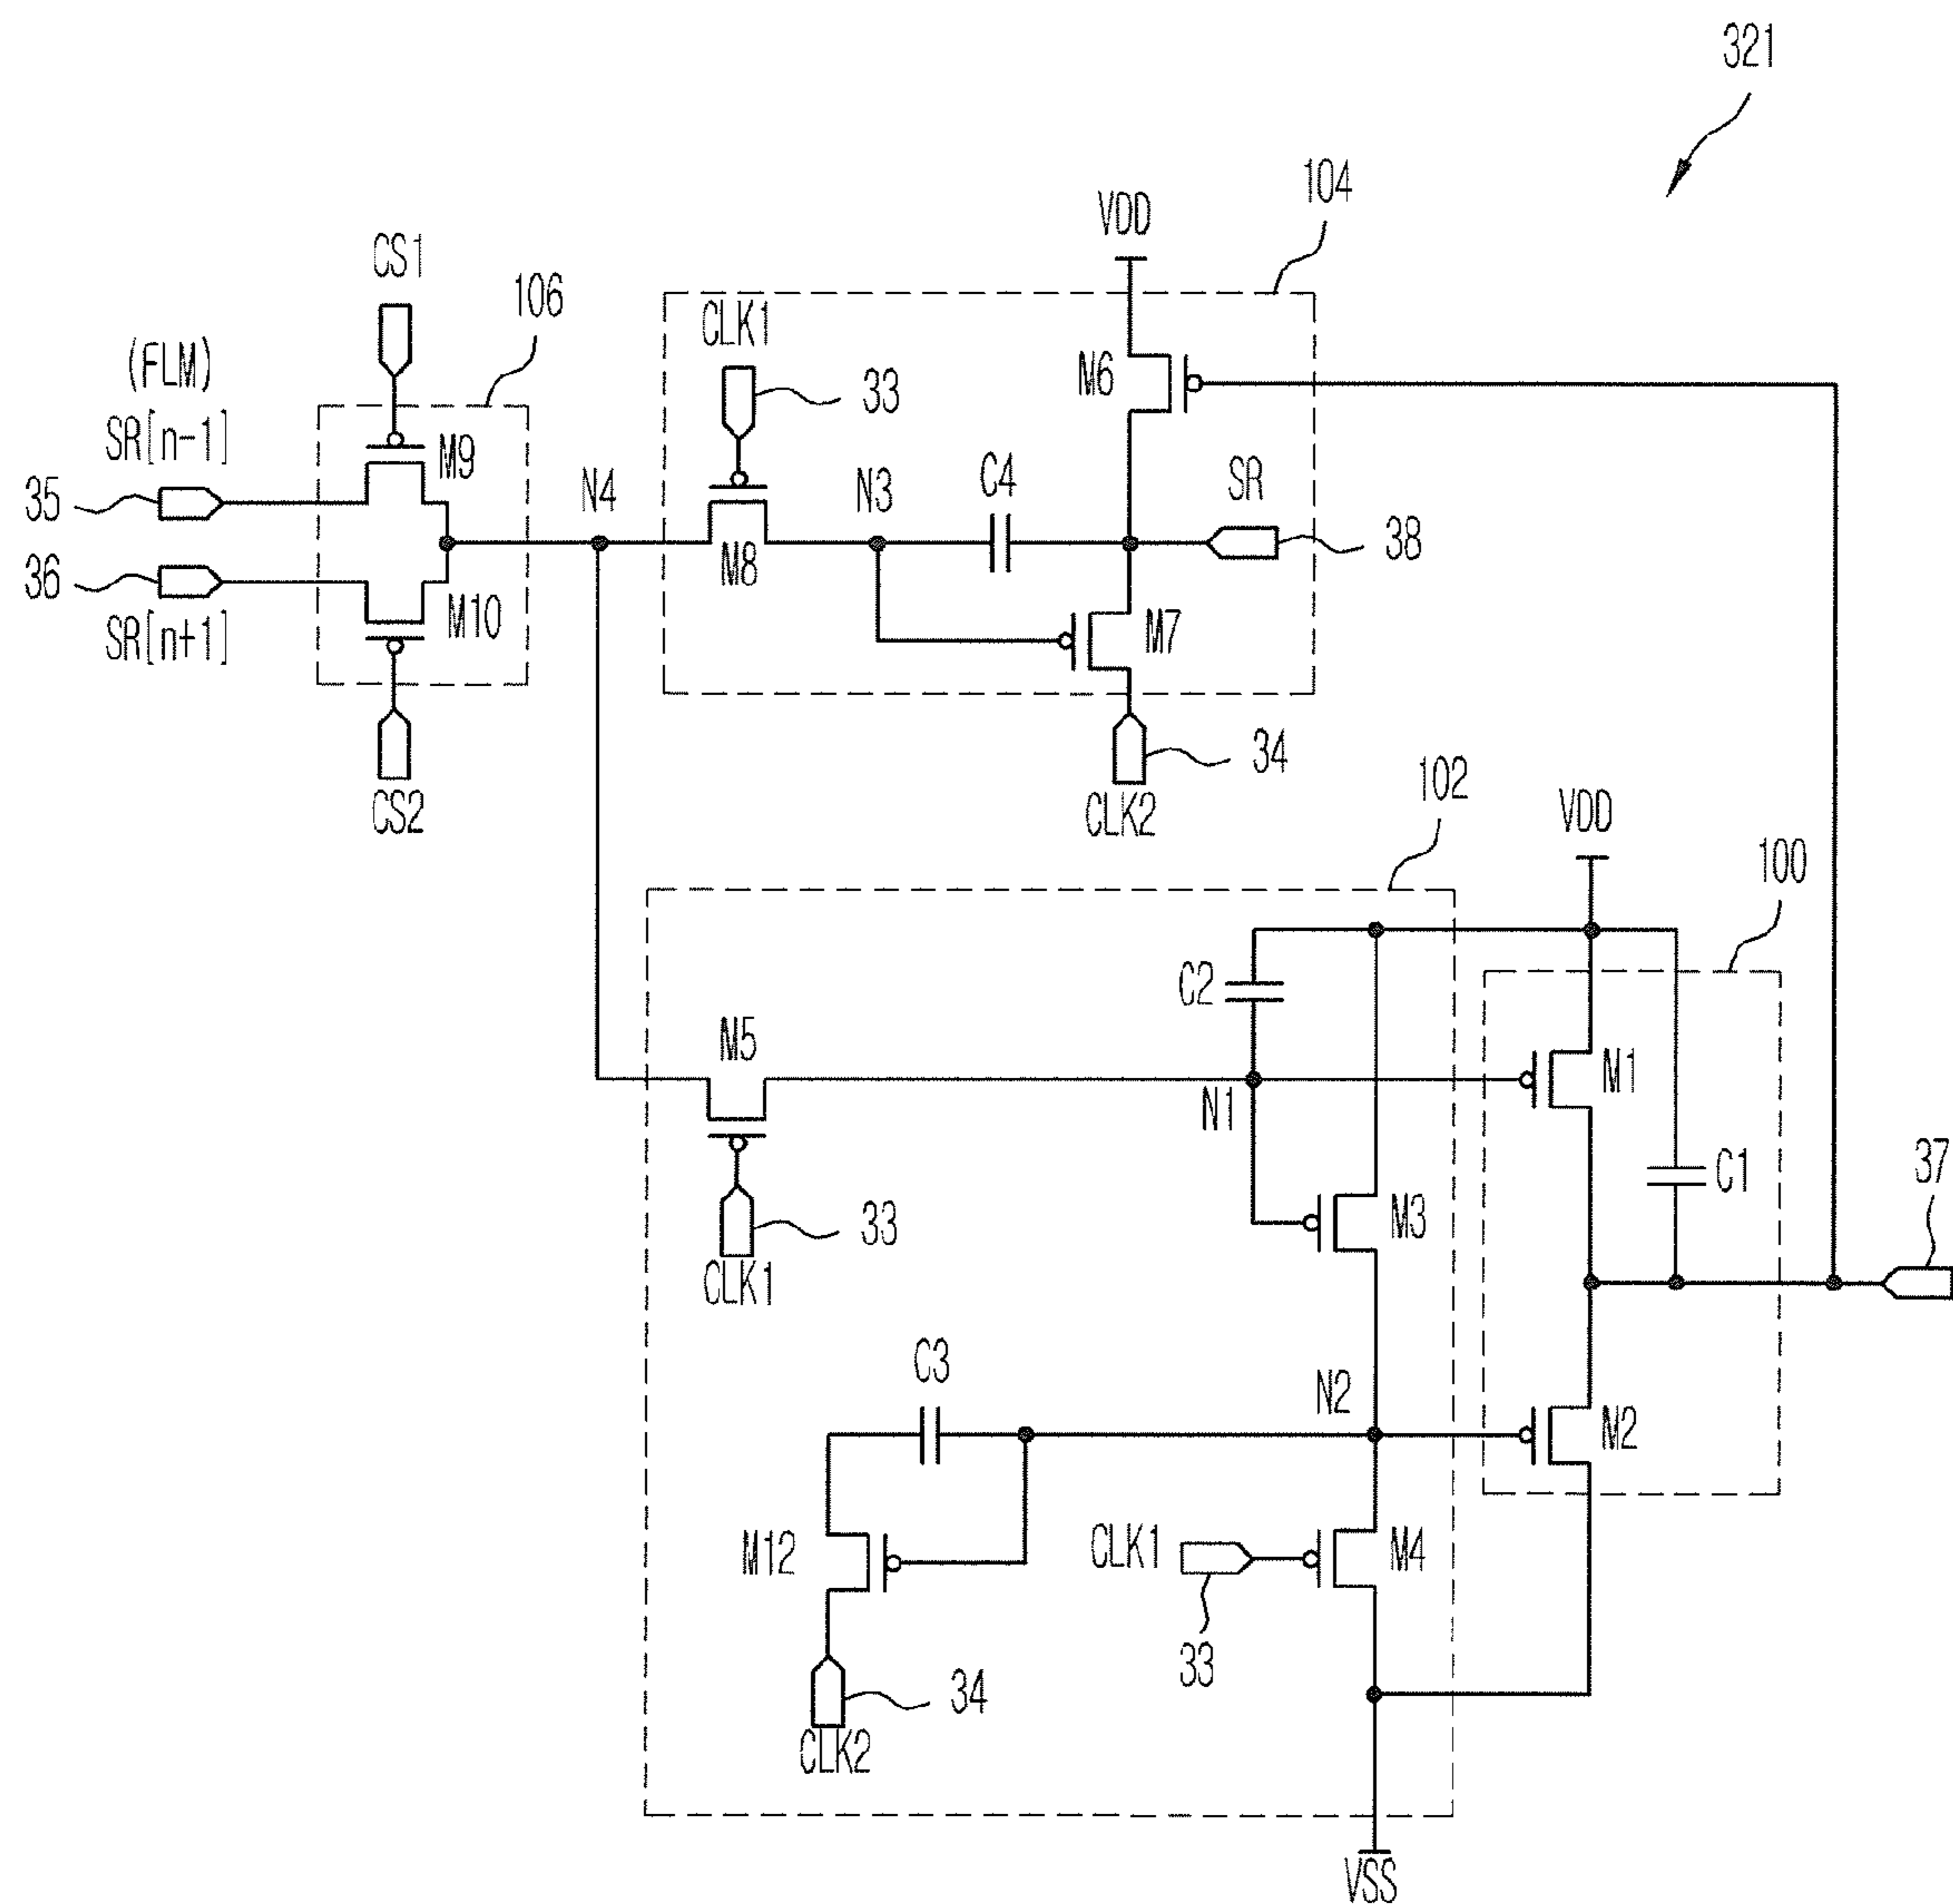 321
104
VDD
CS1
106
CLK1
(FLM)
33
M6
SR[n-1]
M9
35
N4
N3
C4
SR
38
M8
36
M10
M7
SR[n+1]
34
CS2
CLK2
102
VDD
100
C2
M5
M1
N1
C1
37
33
M3
CLK1
C3
N2
M2
M12
CLK1
M4
33
34
CLK2
VSS